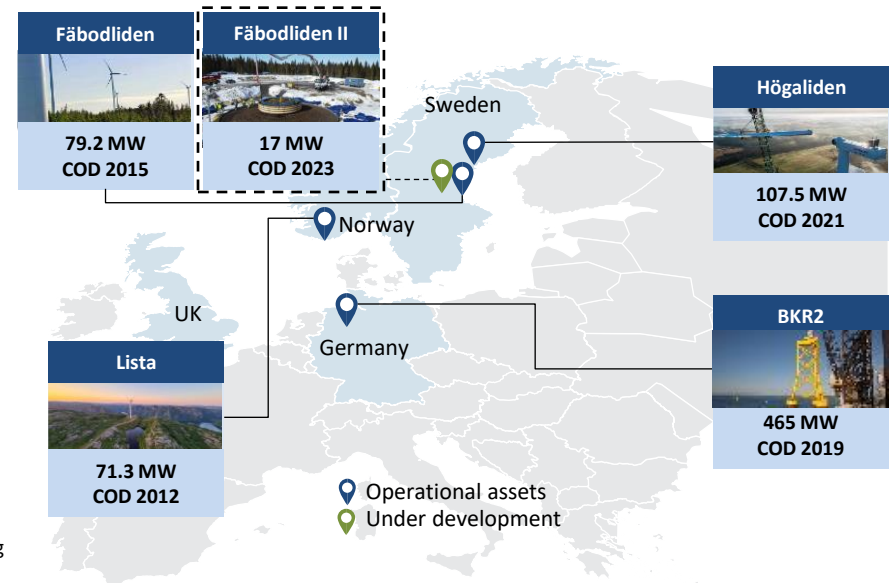 Fäbodliden
79.2 MW
COD 2015
Fäbodliden II
17 MW
COD 2023
Högaliden
107.5 MW
COD 2021
Sweden
Norway
UK
Germany
BKR2
465 MW
COD 2019
Lista
71.3 MW
COD 2012
Operational assets
Under development
g